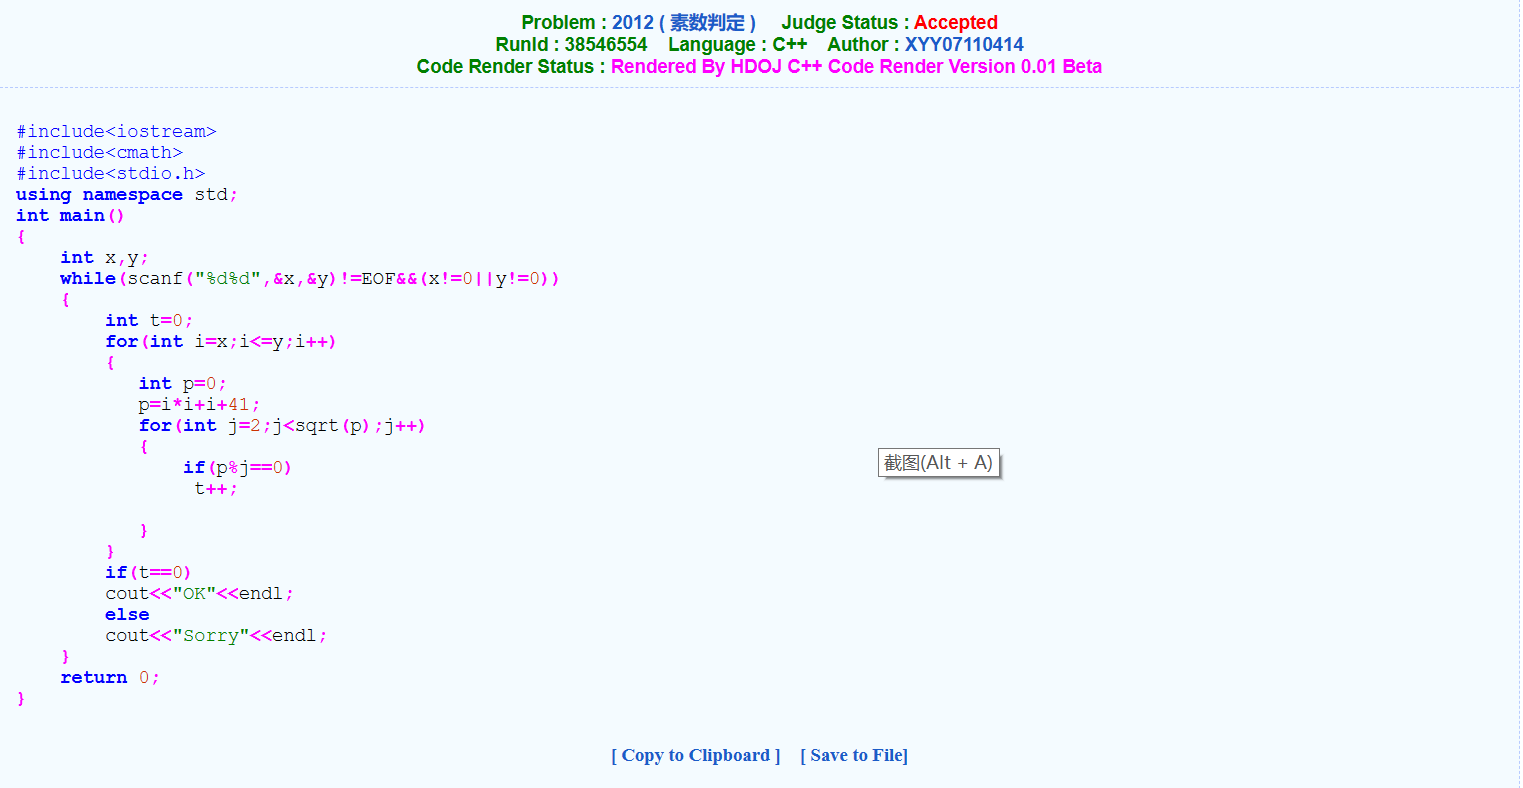 Problem : 2012 ( 素数判定 )     Judge Status : Accepted
RunId : 38546554    Language : C++    Author : XYY07110414
Code Render Status : Rendered By HDOJ C++ Code Render Version 0.01 Beta
#include<iostream>
#include<cmath>
#include<stdio.h>
using namespace std;
int main()
{
    int x,y;
    while(scanf("%d%d",&x,&y)!=EOF&&(x!=0||y!=0))
    {
        int t=0;
        for(int i=x;i<=y;i++)
        {
           int p=0;
           p=i*i+i+41;
           for(int j=2;j<sqrt(p);j++)
           {
               if(p%j==0)
                t++;
截图(Alt + A)
           }
        }
        if(t==0)
        cout<<"OK"<<endl;
        else
        cout<<"Sorry"<<endl;
    }
    return 0;
}
[ Copy to Clipboard ]    [ Save to File]